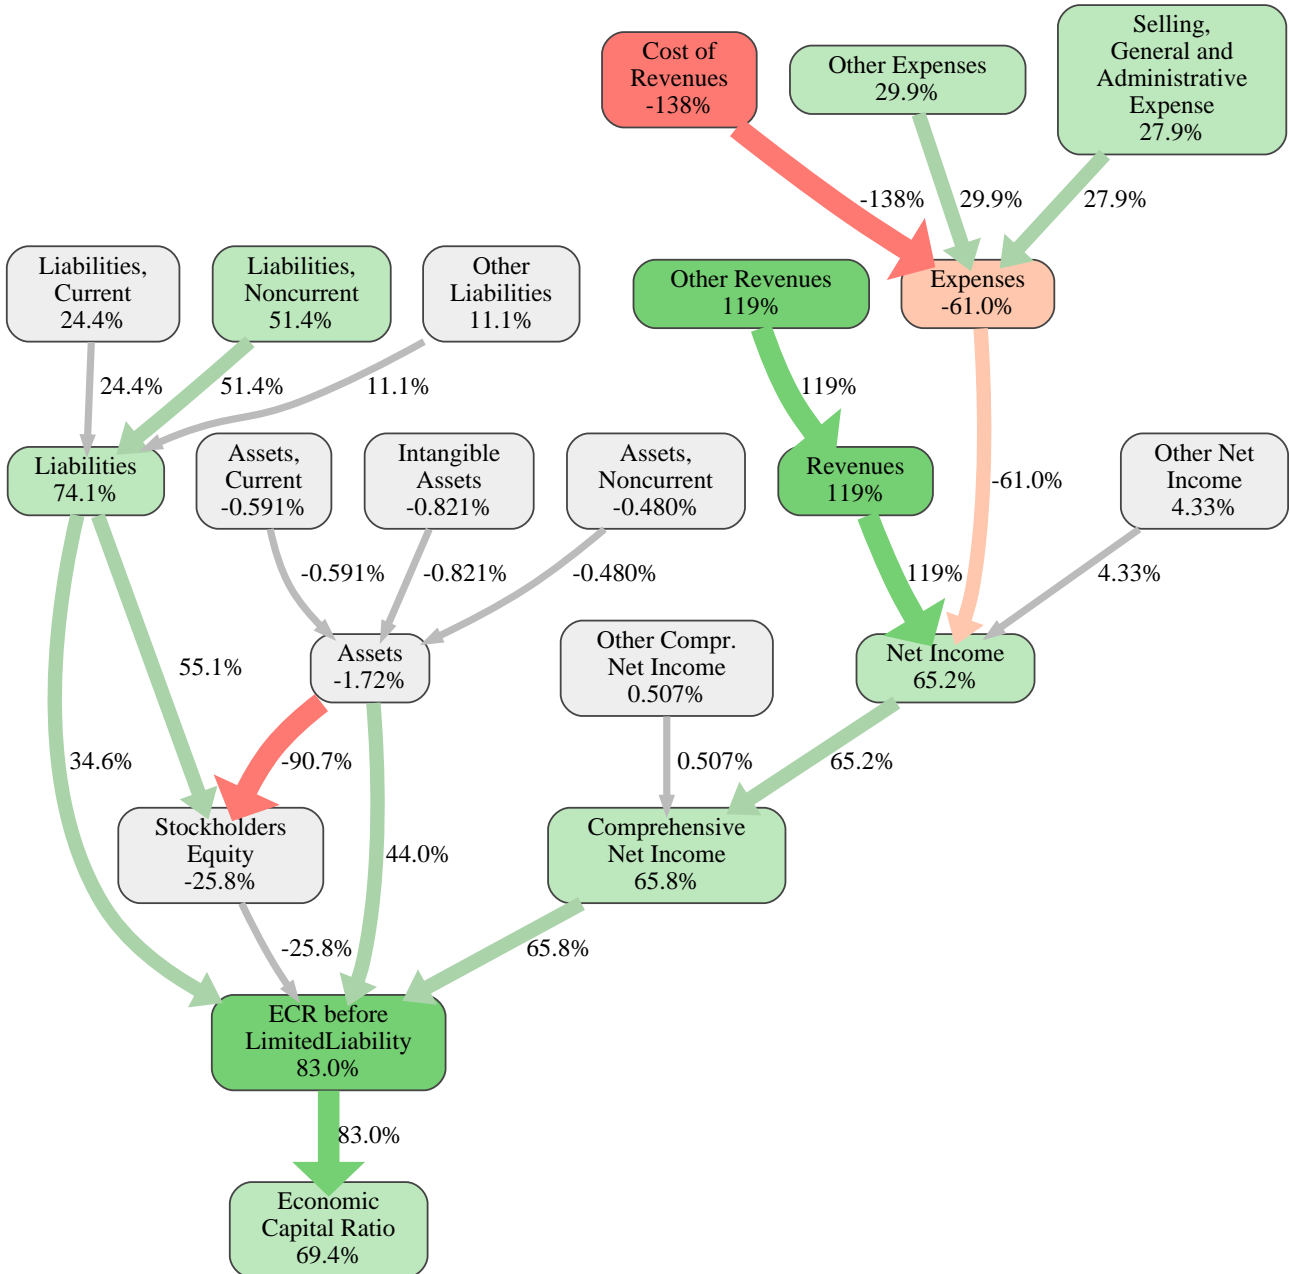 Cost of
Revenues
-138%
Other Expenses
29.9%
Selling,
General and
Administrative
Expense
27.9%
-138%
29.9%
27.9%
Liabilities,
Current
24.4%
Liabilities,
Noncurrent
51.4%
Other
Liabilities
11.1%
Other Revenues
119%
Expenses
-61.0%
24.4%
51.4%
11.1%
119%
Liabilities
74.1%
Assets,
Current
-0.591%
Intangible
Assets
-0.821%
Assets,
Noncurrent
-0.480%
Revenues
119%
-61.0%
Other Net
Income
4.33%
-0.591%
-0.821%
-0.480%
119%
4.33%
55.1%
Assets
-1.72%
Other Compr.
Net Income
0.507%
Net Income
65.2%
34.6%
-90.7%
0.507%
65.2%
Stockholders
Equity
-25.8%
44.0%
Comprehensive
Net Income
65.8%
-25.8%
65.8%
ECR before
LimitedLiability
83.0%
83.0%
Economic
Capital Ratio
69.4%